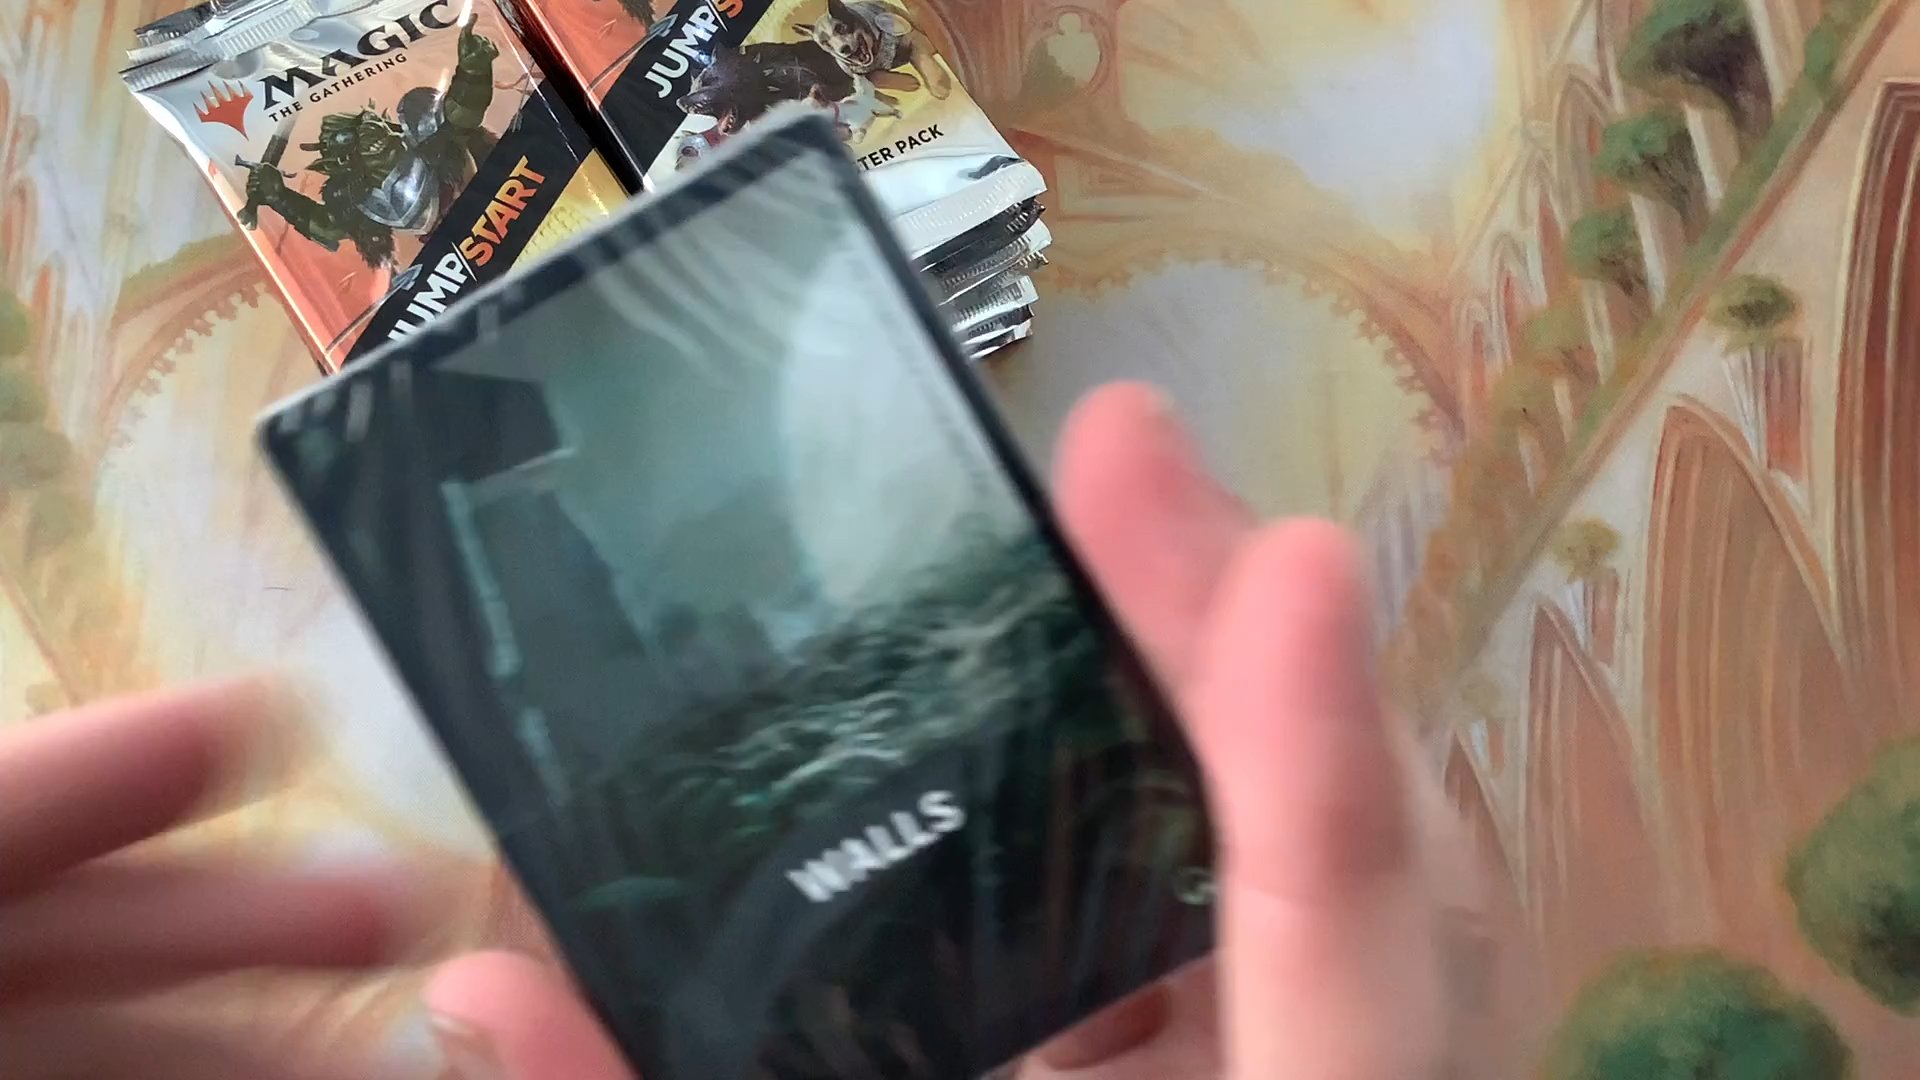 MAGIC
THE GATHERING
JUMP/START
JUMP/S
TER PACK
WALLS